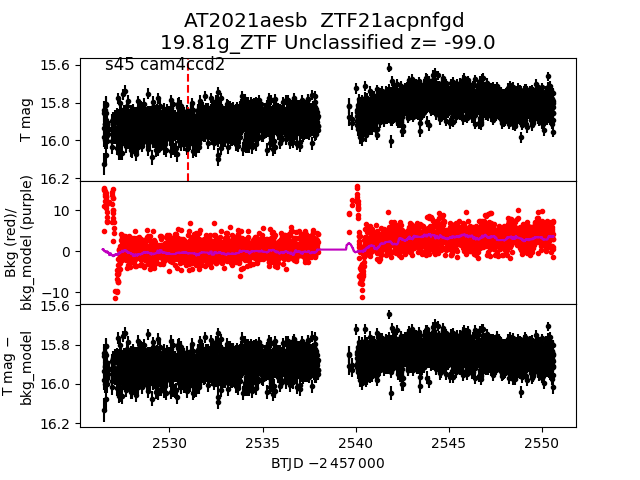 AT2021aesb  ZTF21acpnfgd
19.81g_ZTF Unclassified z= -99.0
s45 cam4ccd2
15.6
15.8
16.0
16.2
T mag
10
0
−10
Bkg (red)/
bkg_model (purple)
15.6
15.8
16.0
16.2
T mag −
bkg_model
2530
2535
2540
2545
2550
BTJD −2 457 000